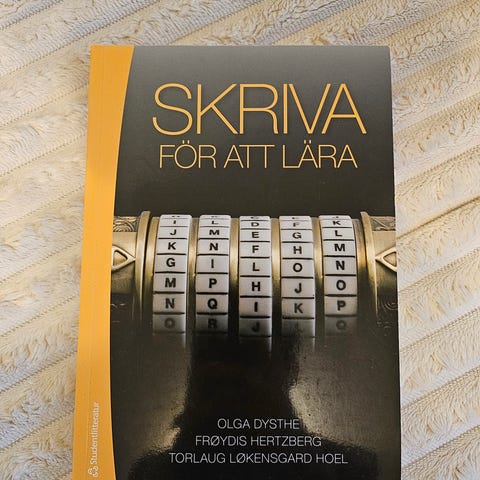 SKRIVA
FÖR ATT LÄRA
I L D F K
J M E G L
K N F H M
G I L O N
M P H J O
N Q I K P
O R
OLGA DYSTHE
FRØYDIS HERTZBERG
TORLAUG LØKENSGARD HOEL
Studentlitteratur